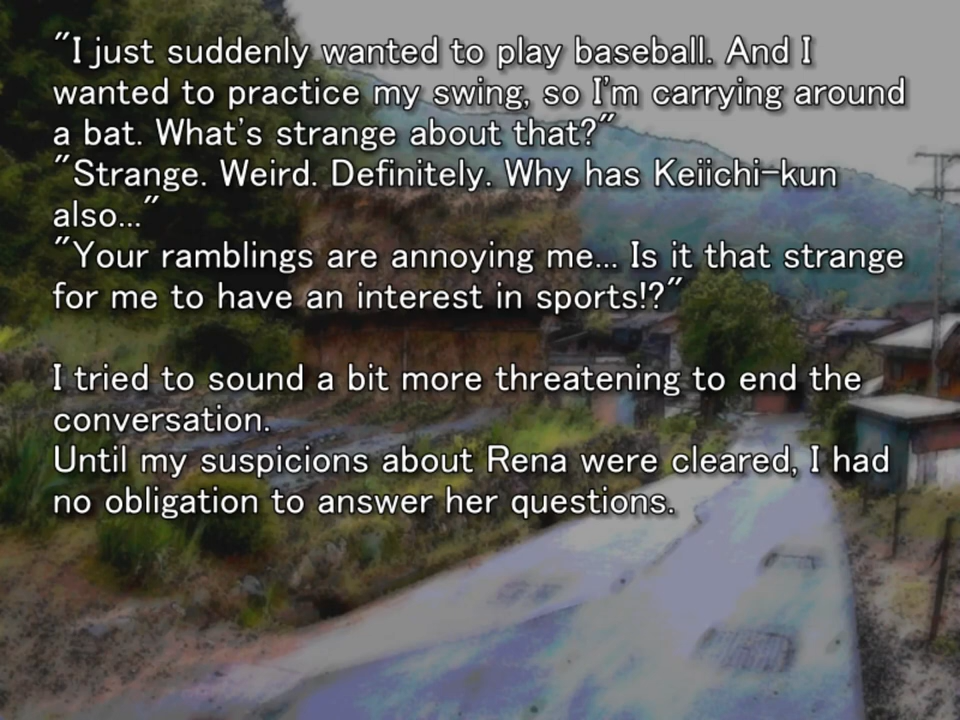 "I just suddenly wanted to play baseball. And I
wanted to practice my swing, so I'm carrying around
a bat. What's strange about that?"
"Strange. Weird. Definitely. Why has Keiichi-kun
also..."
"Your ramblings are annoying me... Is it that strange
for me to have an interest in sports!?"
I tried to sound a bit more threatening to end the
conversation.
Until my suspicions about Rena were cleared, I had
no obligation to answer her questions.